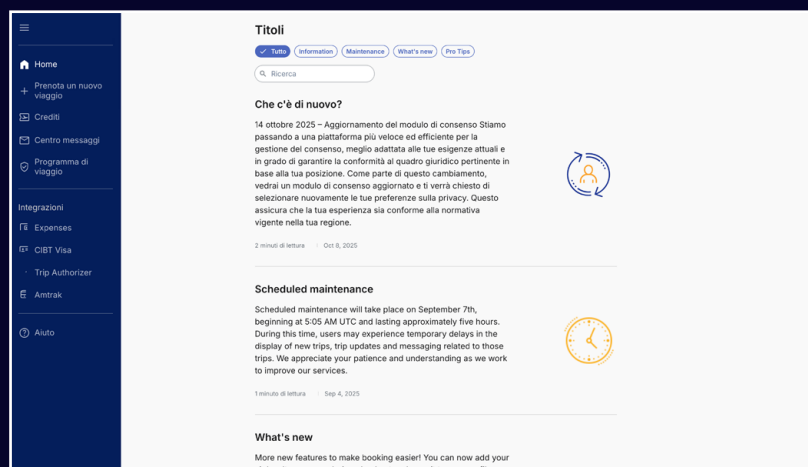 Home
Prenota un nuovo
viaggio
Crediti
Centro messaggi
Programma di
viaggio
Integrazioni
Expenses
CIBT Visa
Trip Authorizer
Amtrak
Aiuto
Titoli
Tutto
Information
Maintenance
What's new
Pro Tips
Ricerca
Che c'è di nuovo?
14 ottobre 2025 – Aggiornamento del modulo di consenso Stiamo
passando a una piattaforma più veloce ed efficiente per la
gestione del consenso, meglio adattata alle tue esigenze attuali e
in grado di garantire la conformità al quadro giuridico pertinente in
base alla tua posizione. Come parte di questo cambiamento,
vedrai un modulo di consenso aggiornato e ti verrà chiesto di
selezionare nuovamente le tue preferenze sulla privacy. Questo
assicura che la tua esperienza sia conforme alla normativa
vigente nella tua regione.
2 minuti di lettura Oct 9, 2025
Scheduled maintenance
Scheduled maintenance will take place on September 7th,
beginning at 5:05 AM UTC and lasting approximately five hours.
During this time, users may experience temporary delays in the
display of new trips, trip updates and messaging related to those
trips. We appreciate your patience and understanding as we work
to improve our services.
1 minuto di lettura Sep 4, 2025
What's new
More new features to make booking easier! You can now add your